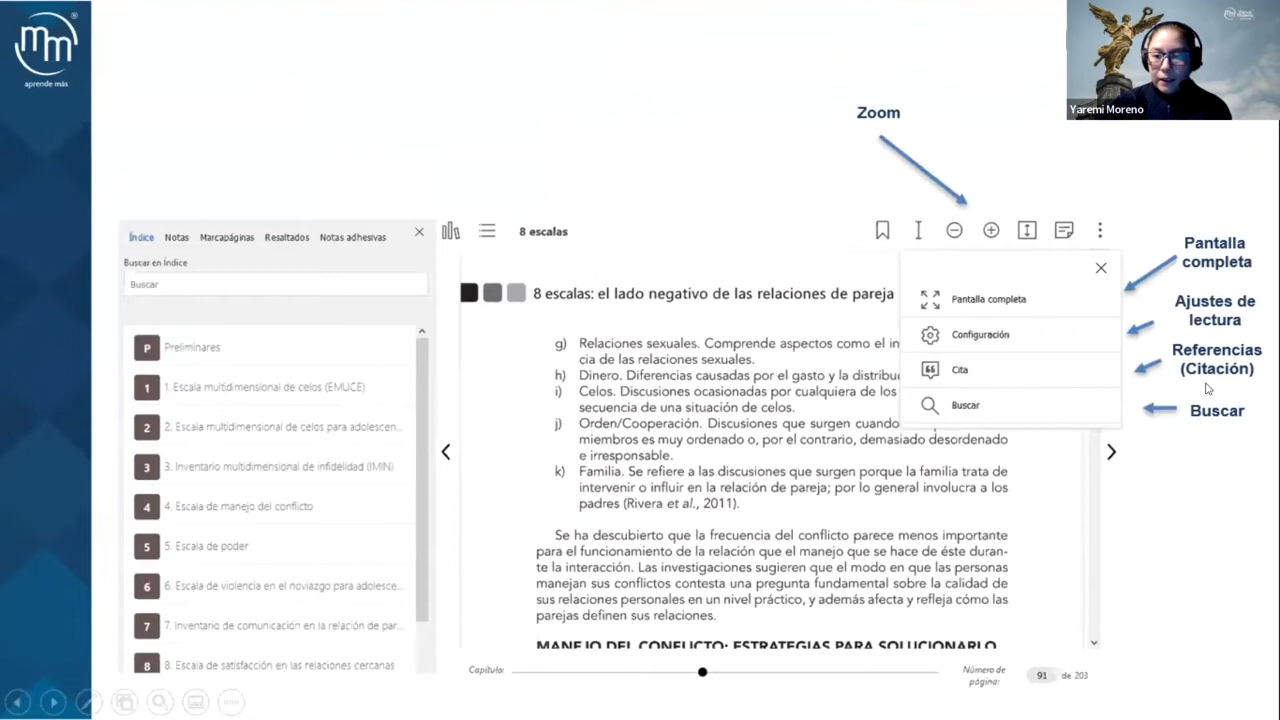 mm
®
aprende más
Yaremi Moreno
Zoom
Índice Notas Marcapáginas Resaltados Notas adhesivas
8 escalas
Buscar en Índice
Buscar
Preliminares
P
1 1. Escala multidimensional de celos (EMUCE)
2 2. Escala multidimensional de celos para adolescen...
3 3. Inventario multidimensional de infidelidad (IMIN)
4 4. Escala de manejo del conflicto
5 5. Escala de poder
6 6. Escala de violencia en el noviazgo para adolesce...
7 7. Inventario de comunicación en la relación de par...
8 8. Escala de satisfacción en las relaciones cercanas
8 escalas: el lado negativo de las relaciones de pareja
g) Relaciones sexuales. Comprende aspectos como el in
cia de las relaciones sexuales.
h) Dinero. Diferencias causadas por el gasto y la distribu
i) Celos. Discusiones ocasionadas por cualquiera de los
secuencia de una situación de celos.
j) Orden/Cooperación. Discusiones que surgen cuando
miembros es muy ordenado o, por el contrario, demasiado desordenado
e irresponsable.
k) Familia. Se refiere a las discusiones que surgen porque la familia trata de
intervenir o influir en la relación de pareja; por lo general involucra a los
padres (Rivera et al., 2011).
Se ha descubierto que la frecuencia del conflicto parece menos importante
para el funcionamiento de la relación que el manejo que se hace de éste duran-
te la interacción. Las investigaciones sugieren que el modo en que las personas
manejan sus conflictos contesta una pregunta fundamental sobre la calidad de
sus relaciones personales en un nivel práctico, y además afecta y refleja cómo las
parejas definen sus relaciones.
MANEJO DEL CONFLICTO: ESTRATEGIAS PARA SOLUCIONARLO
Pantalla completa
Configuración
Cita
Buscar
Pantalla
completa
Ajustes de
lectura
Referencias
(Citación)
Buscar
Capítulo:
Número de
página:
91 de 203